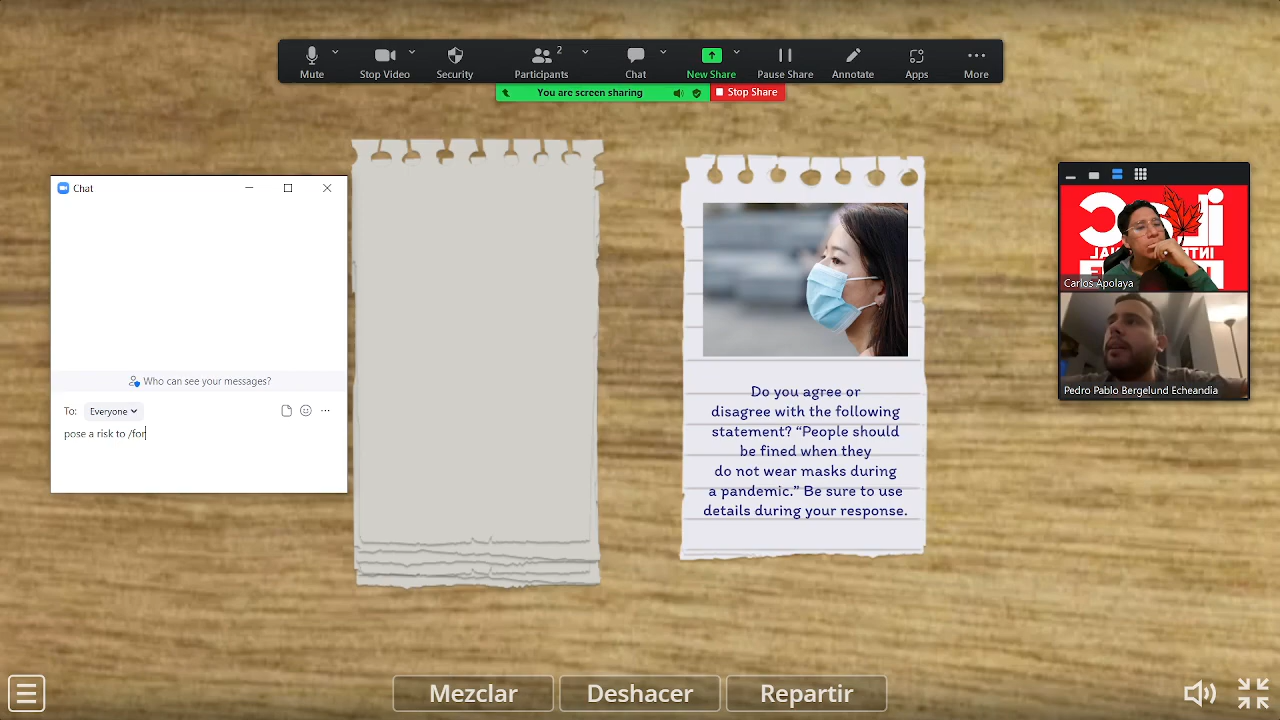 2
Mute
Stop Video
Security
Participants
Chat
New Share
Pause Share
Annotate
Apps
More
You are screen sharing
Stop Share
Chat
Who can see your messages?
To:
Everyone
pose a risk to /for
Do you agree or
disagree with the following
statement? “People should
be fined when they
do not wear masks during
a pandemic.” Be sure to use
details during your response.
iLSC
Carlos Apolaya
Pedro Pablo Bergelund Echeandía
Mezclar
Deshacer
Repartir